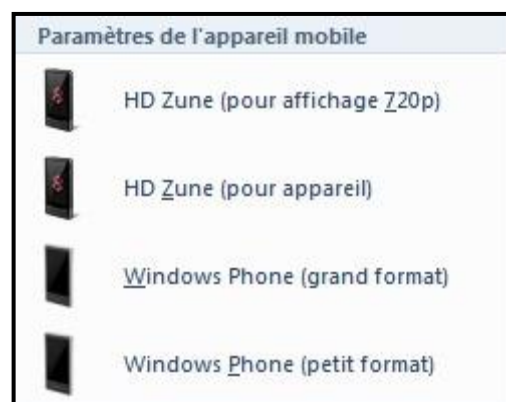 Paramètres de l'appareil mobile
HD Zune (pour affichage 720p)
HD Zune (pour appareil)
Windows Phone (grand format)
Windows Phone (petit format)